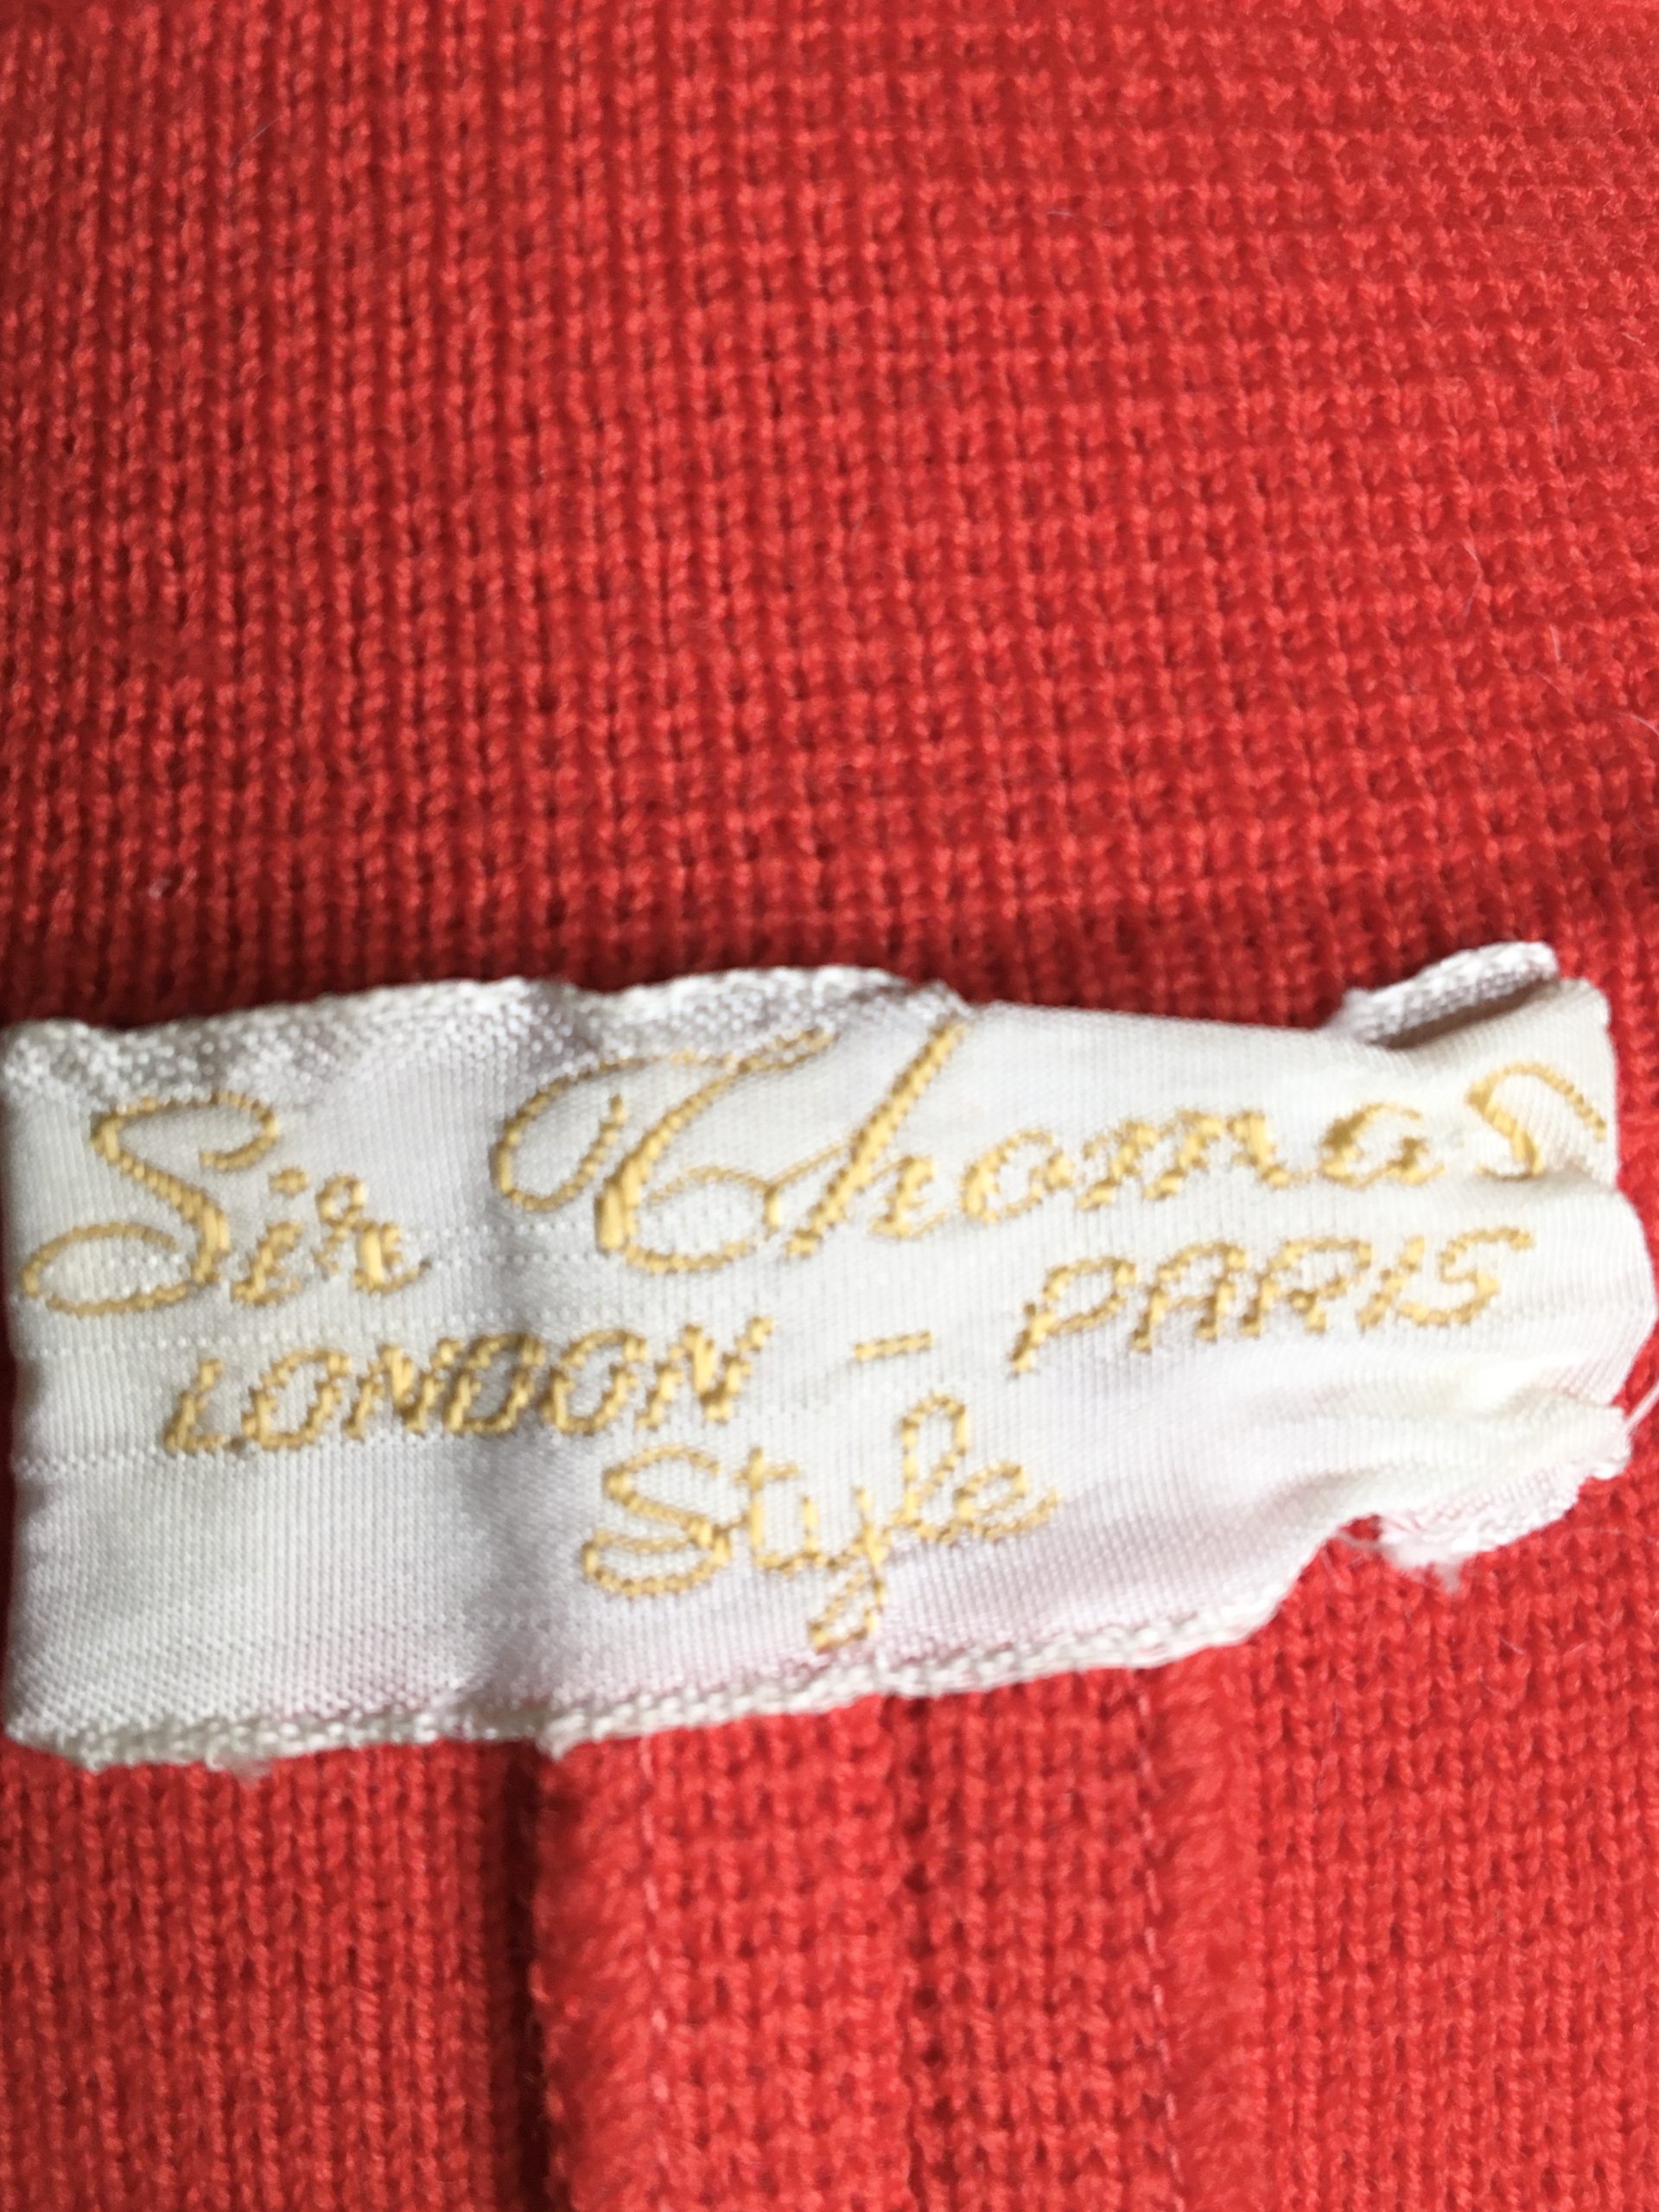 Sir Thomas
LONDON - PARIS
Style